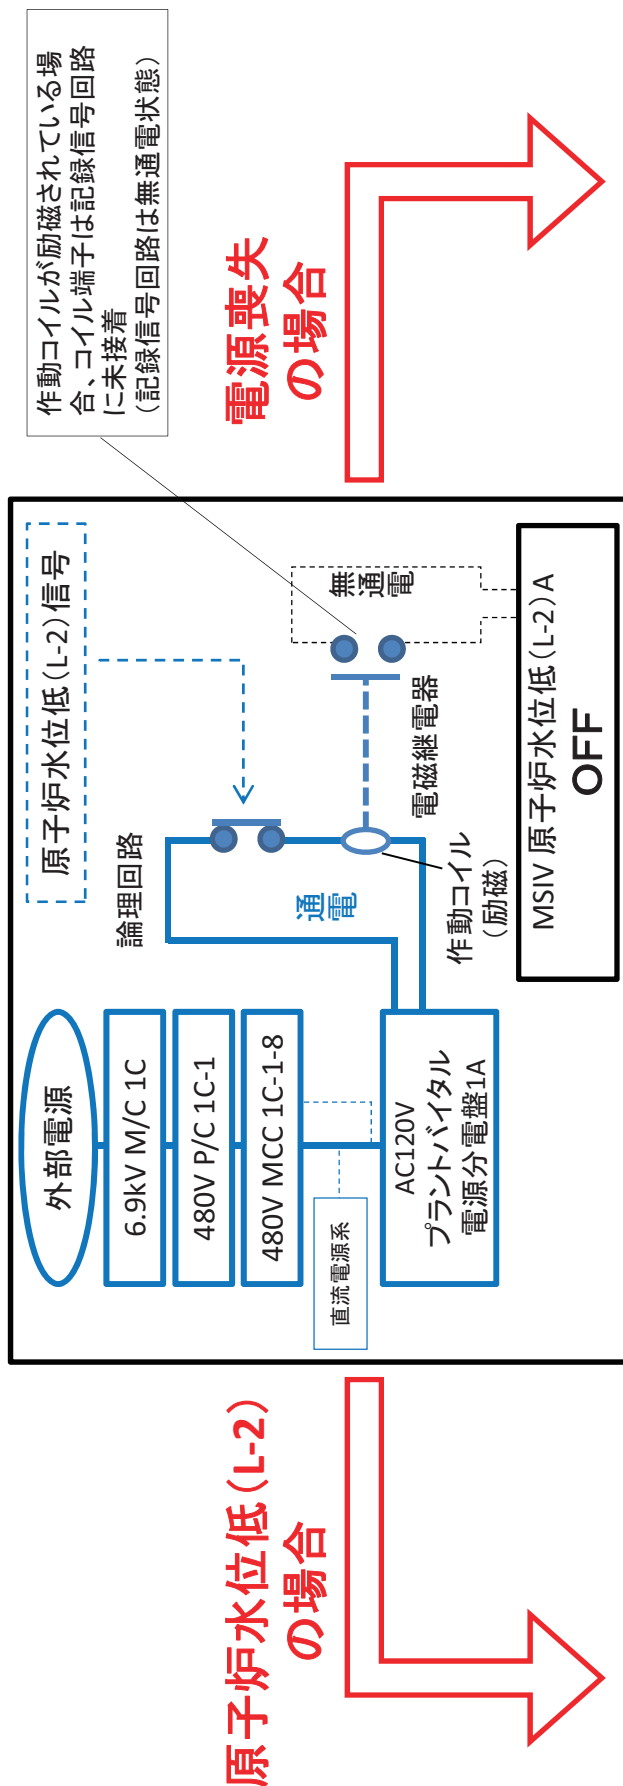 作動コイルが励磁されている場
合、コイル端子は記録信号回路
に未接着
（記録信号回路は無通電状態）
原子炉水位低（L-2）
の場合
電源喪失
の場合
外部電源
6.9kV M/C 1C
480V P/C 1C-1
480V MCC 1C-1-8
直流電源系
AC120V
プラントバイタル
電源分電盤1A
論理回路
通電
原子炉水位低（L-2）信号
作動コイル
（励磁）
電磁継電器
無通電
MSIV 原子炉水位低（L-2）A
OFF